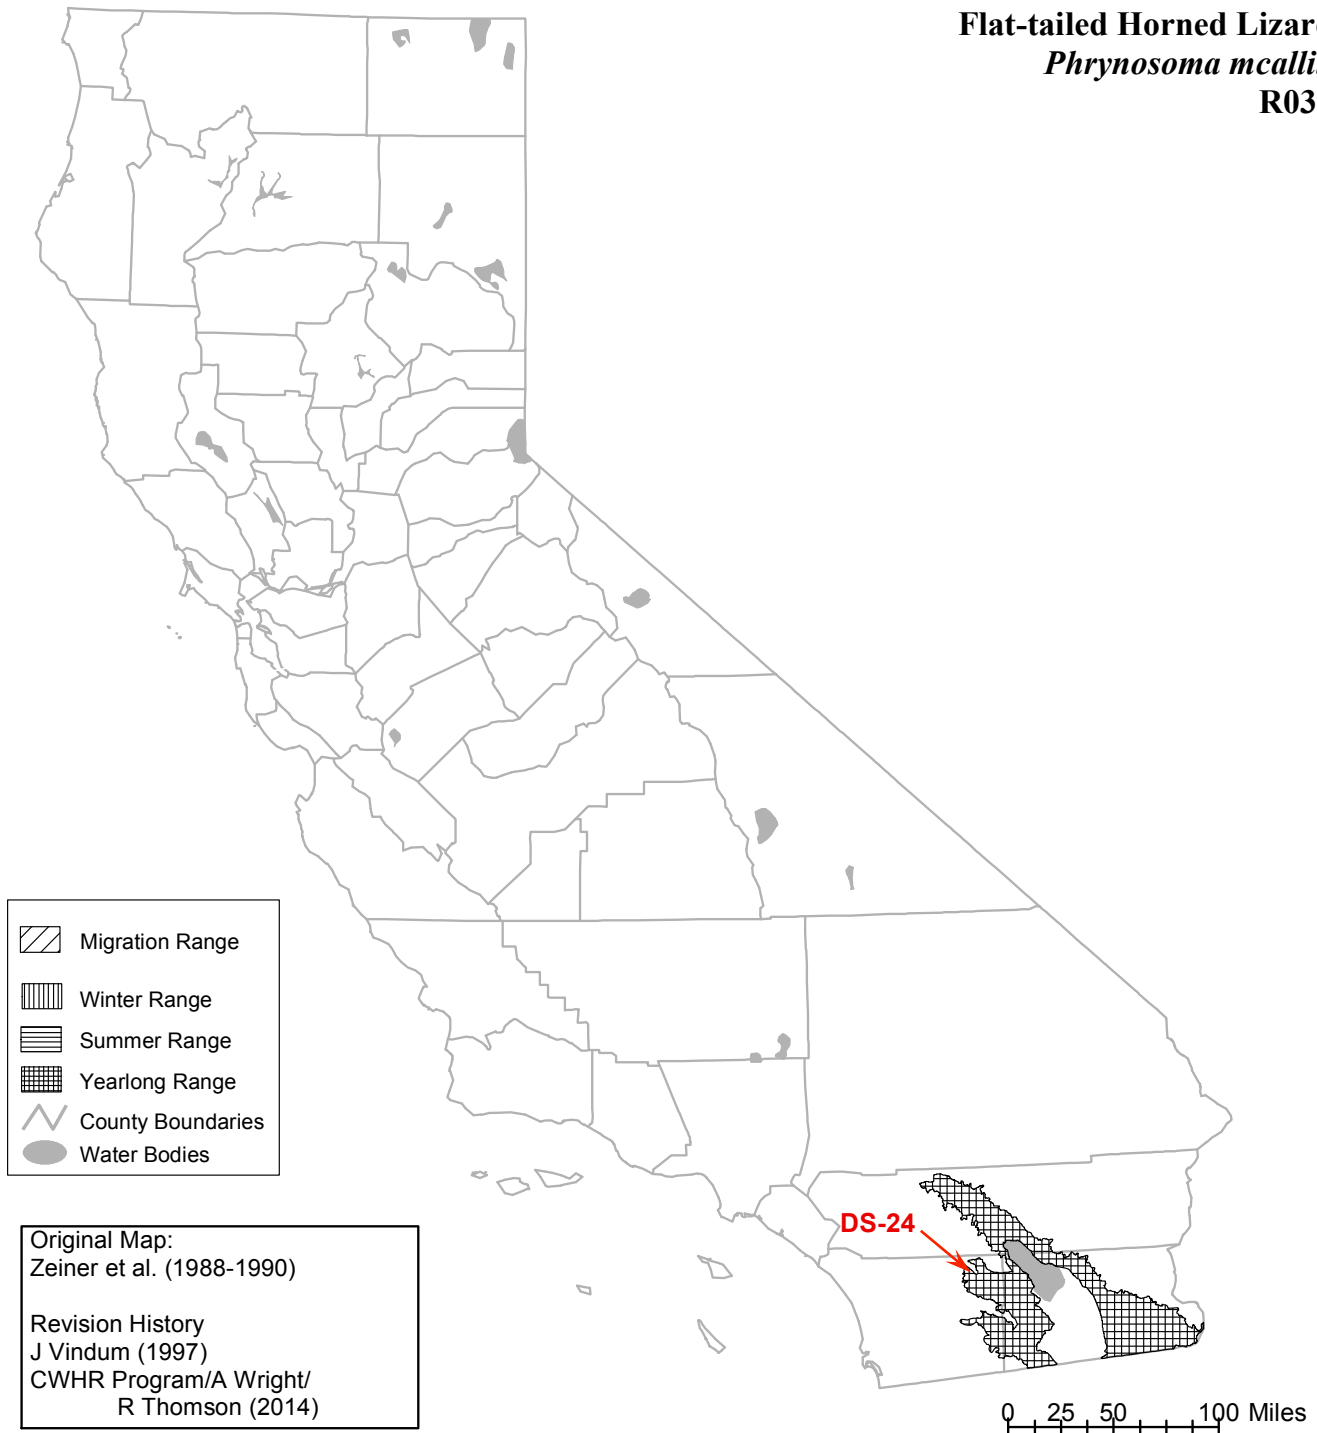 Flat-tailed Horned Lizar
Phrynosoma mcalli
R03
Migration Range
Winter Range
Summer Range
Yearlong Range
County Boundaries
Water Bodies
DS-24
Original Map:
Zeiner et al. (1988-1990)
Revision History
J Vindum (1997)
CWHR Program/A Wright/
R Thomson (2014)
0 25 50 100 Miles